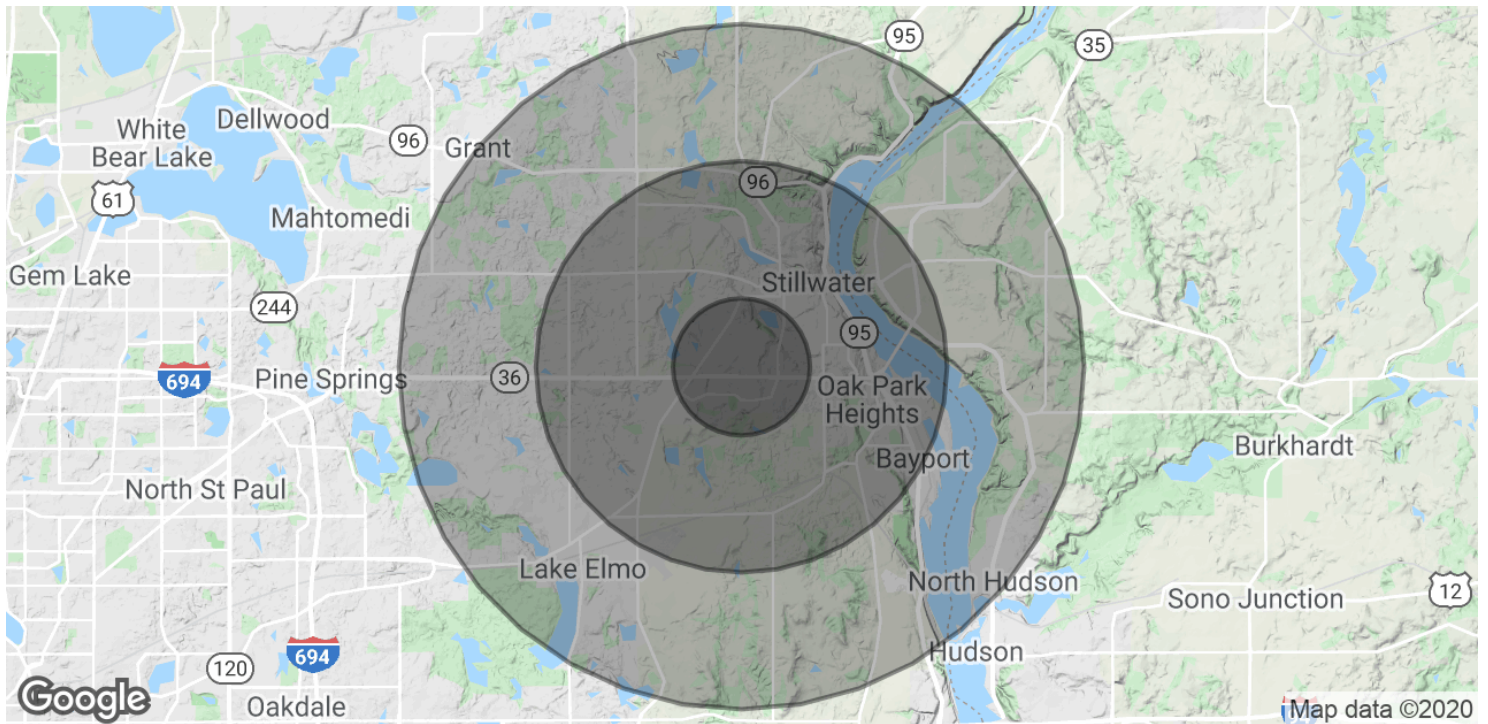 95
35
Dellwood
White
Bear Lake
96
Grant
61
96
Mahtomedi
Gem Lake
Stillwater
244
95
694
Pine Springs
36
Oak Park
Heights
Burkhardt
Bayport
North St Paul
Lake Elmo
North Hudson
Sono Junction
12
Hudson
694
120
Google
Oakdale
Map data ©2020